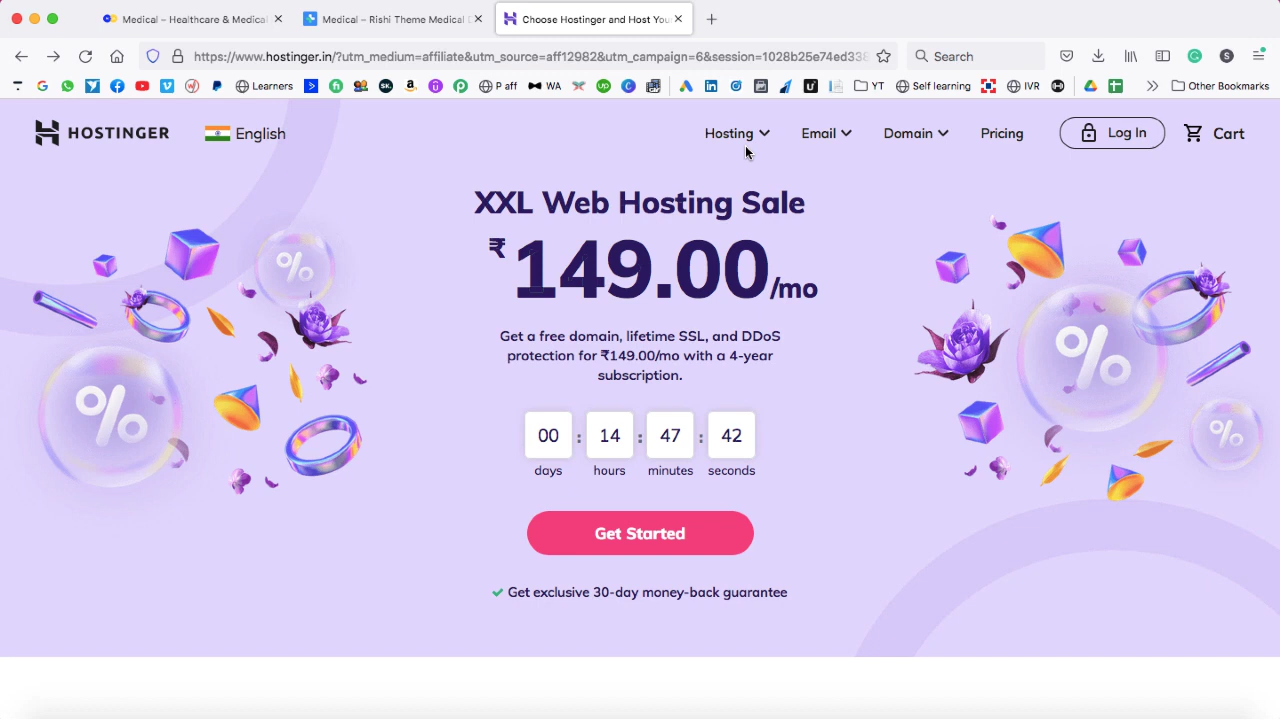 Medical – Healthcare & Medical
Medical – Rishi Theme Medical
Choose Hostinger and Host You
https://www.hostinger.in/?utm_medium=affiliate&utm_source=aff12982&utm_campaign=6&session=1028b25e74ed338
Search
Learners
P aff
WA
YT
Self learning
IVR
Other Bookmarks
HOSTINGER
English
Hosting
Email
Domain
Pricing
Log In
Cart
XXL Web Hosting Sale
₹ 149.00/mo
Get a free domain, lifetime SSL, and DDoS
protection for ₹149.00/mo with a 4-year
subscription.
00 : 14 : 47 : 42
days hours minutes seconds
Get Started
Get exclusive 30-day money-back guarantee
%
%
%
%